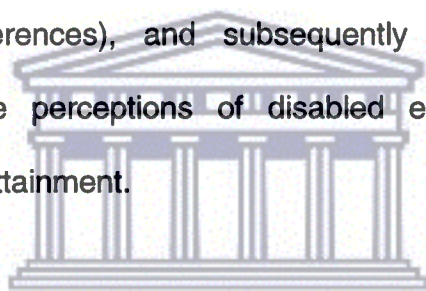 erences), and subsequently
e perceptions of disabled e
ttainment.